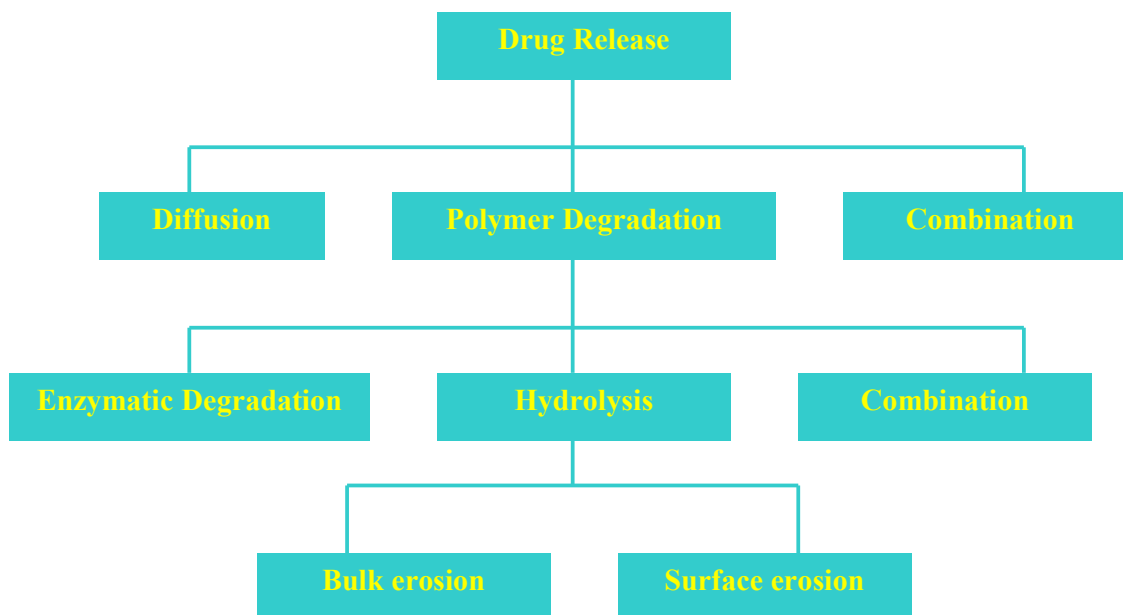 Drug Release
Diffusion
Polymer Degradation
Combination
Enzymatic Degradation
Hydrolysis
Combination
Bulk erosion
Surface erosion